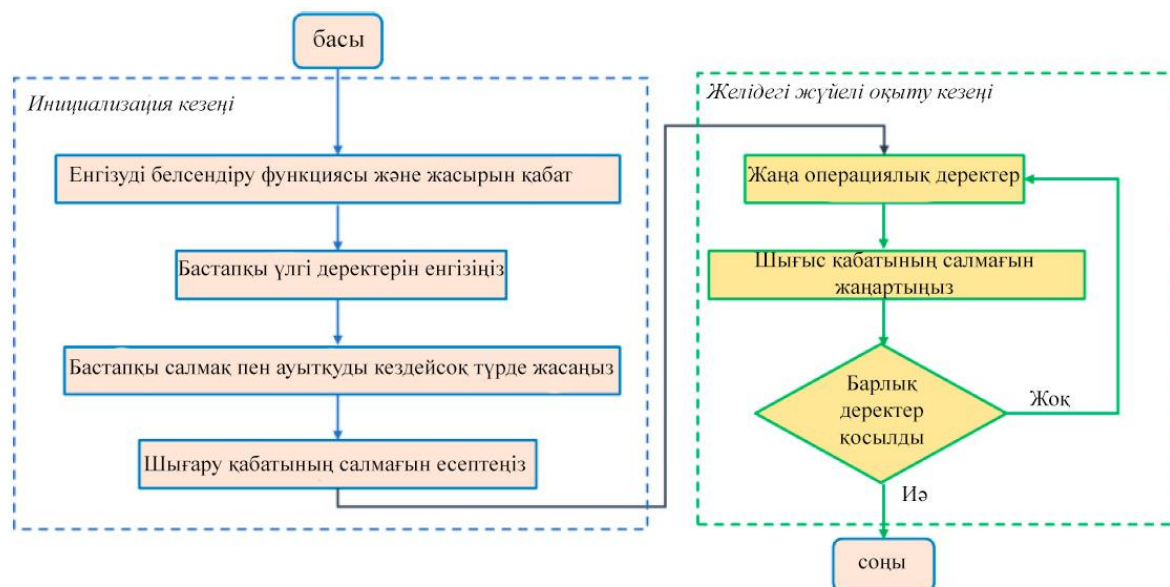 басы
Инициализация кезеңі
Енгізуді белсендіру функциясы және жасырын қабат
Бастапқы үлгі деректерін енгізіңіз
Бастапқы салмақ пен ауытқуды кездейсоқ түрде жасаңыз
Шығару қабатының салмағын есептеңіз
Желідегі жүйелі оқыту кезеңі
Жаңа операциялық деректер
Шығыс қабатының салмағын
жаңартыңыз
Барлық
деректер
қосылды
Жоқ
Иә
соңы